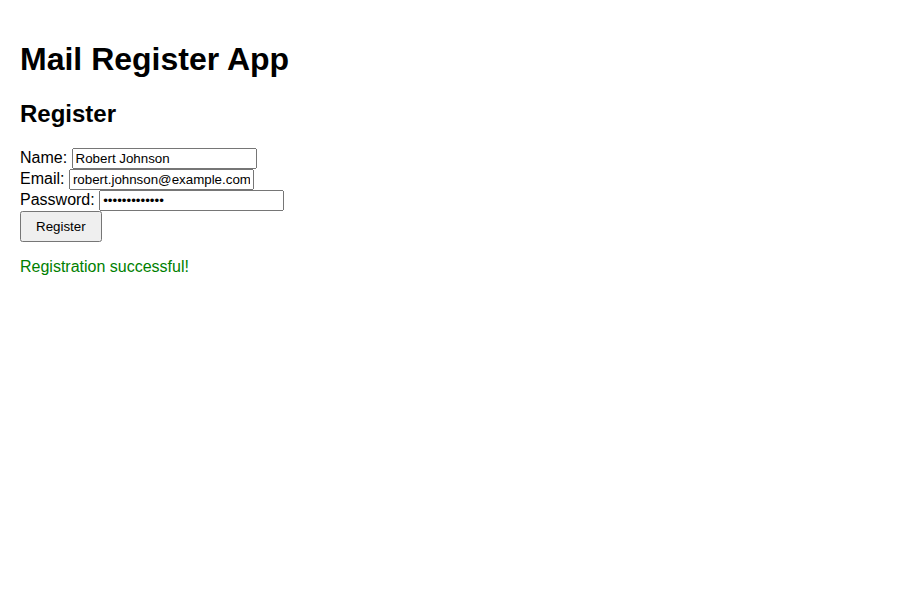 Mail Register App
Register
Name: Robert Johnson
Email: robert.johnson@example.com
Password: •••••••••••••
Register
Registration successful!